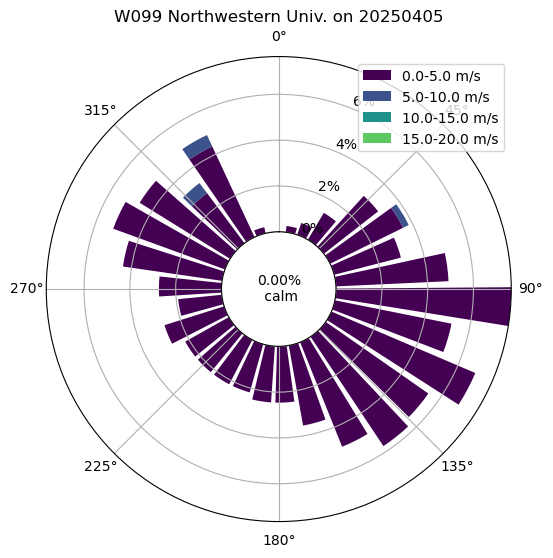 W099 Northwestern Univ. on 20250405
0°
45°
90°
135°
180°
225°
270°
315°
0%
2%
4%
6%
0.00%
calm
0.0-5.0 m/s
5.0-10.0 m/s
10.0-15.0 m/s
15.0-20.0 m/s